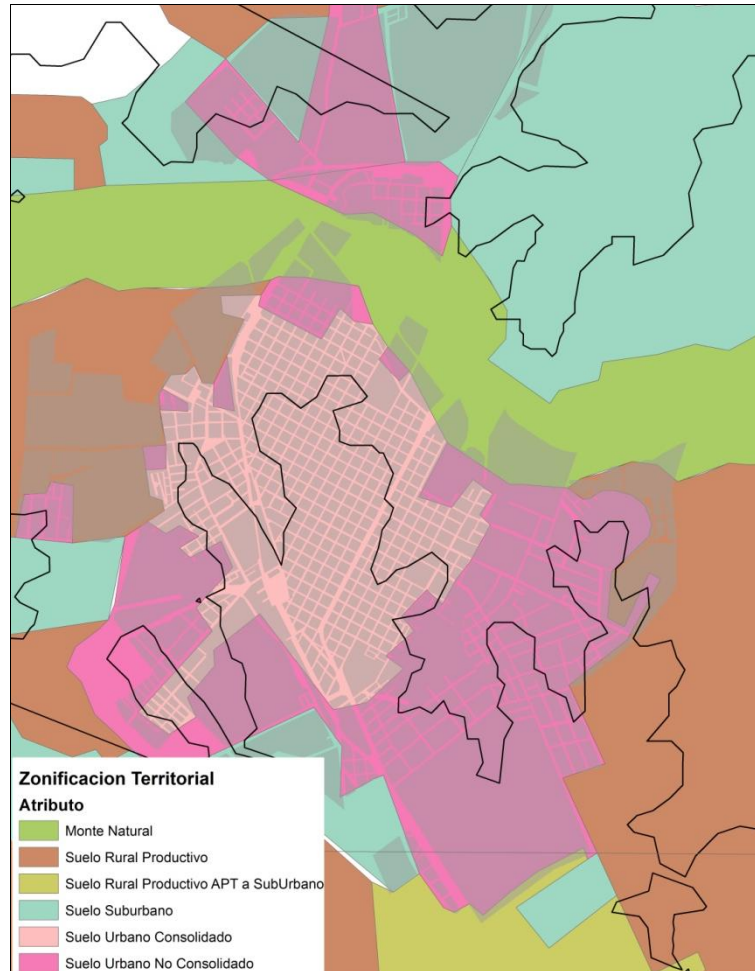 Zonificacion Territorial
Atributo
Monte Natural
Suelo Rural Productivo
Suelo Rural Productivo APT a SubUrbano
Suelo Suburbano
Suelo Urbano Consolidado
Suelo Urbano No Consolidado